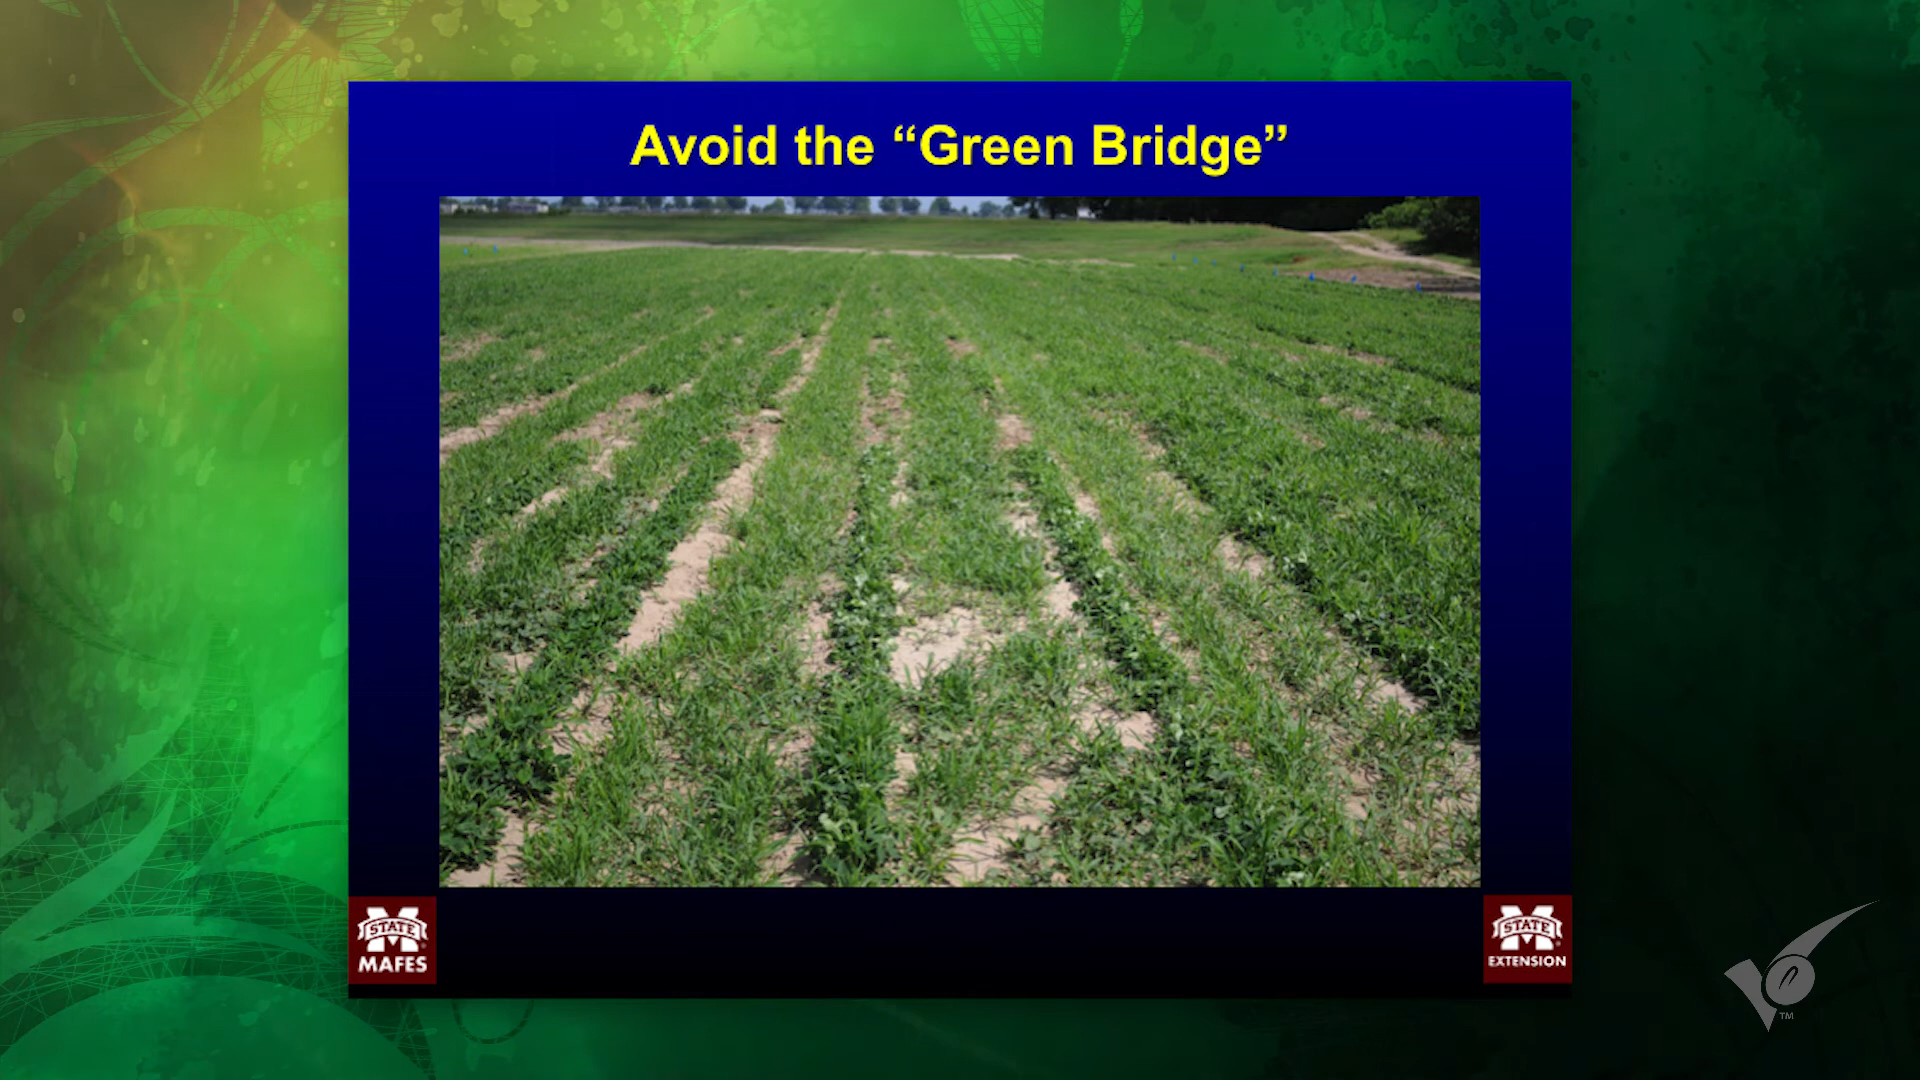 Avoid the “Green Bridge”
STATE
MAFES
STATE
EXTENSION
TM